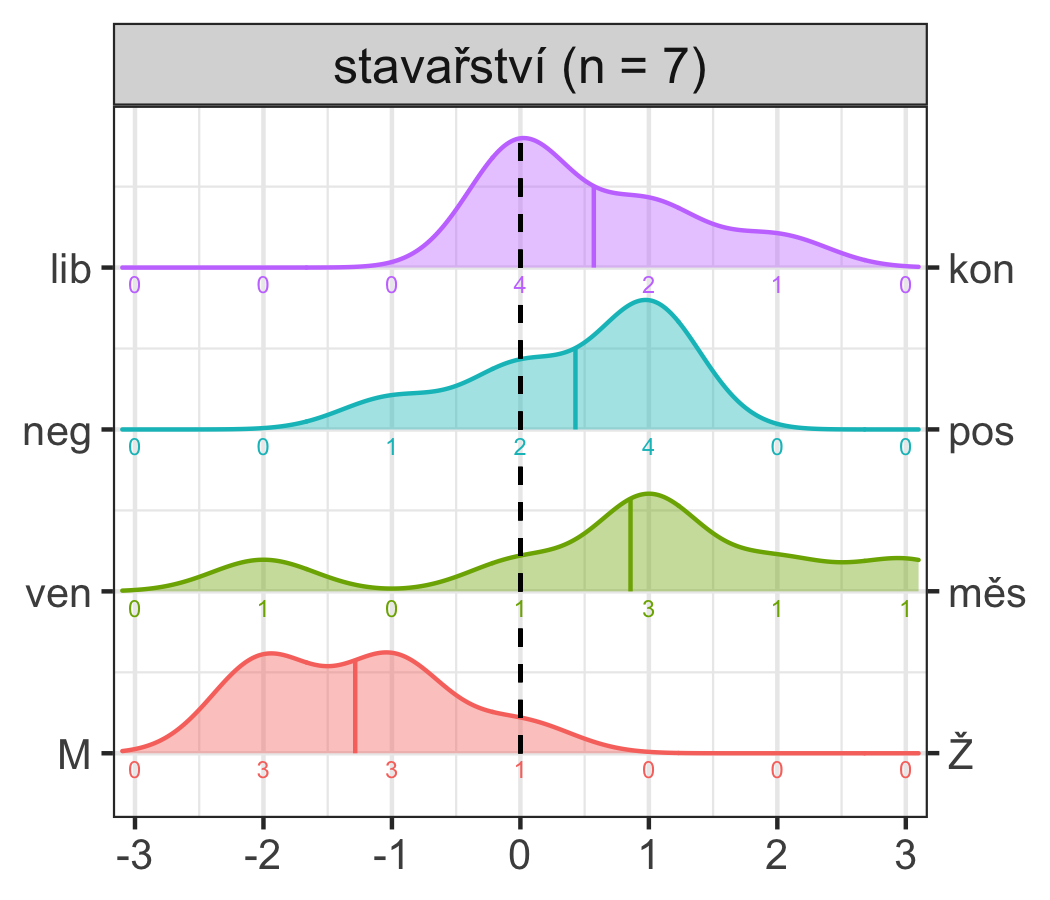 stavařství (n = 7)
lib kon
0 0 0 4 2 1 0
neg pos
0 0 1 2 4 0 0
ven měs
0 1 0 1 3 1 1
M Ž
0 3 3 1 0 0 0
-3 -2 -1 0 1 2 3